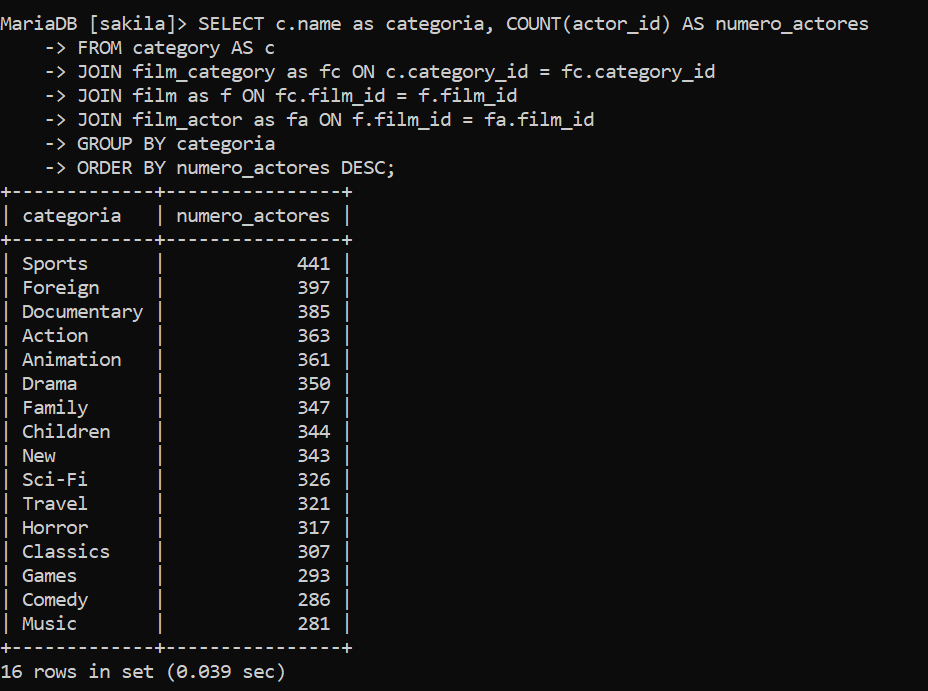 MariaDB [sakila]> SELECT c.name as categoria, COUNT(actor_id) AS numero_actores
    -> FROM category AS c
    -> JOIN film_category as fc ON c.category_id = fc.category_id
    -> JOIN film as f ON fc.film_id = f.film_id
    -> JOIN film_actor as fa ON f.film_id = fa.film_id
    -> GROUP BY categoria
    -> ORDER BY numero_actores DESC;
+-------------+----------------+
| categoria   | numero_actores |
+-------------+----------------+
| Sports      |            441 |
| Foreign     |            397 |
| Documentary |            385 |
| Action      |            363 |
| Animation   |            361 |
| Drama       |            350 |
| Family      |            347 |
| Children    |            344 |
| New         |            343 |
| Sci-Fi      |            326 |
| Travel      |            321 |
| Horror      |            317 |
| Classics    |            307 |
| Games       |            293 |
| Comedy      |            286 |
| Music       |            281 |
+-------------+----------------+
16 rows in set (0.039 sec)